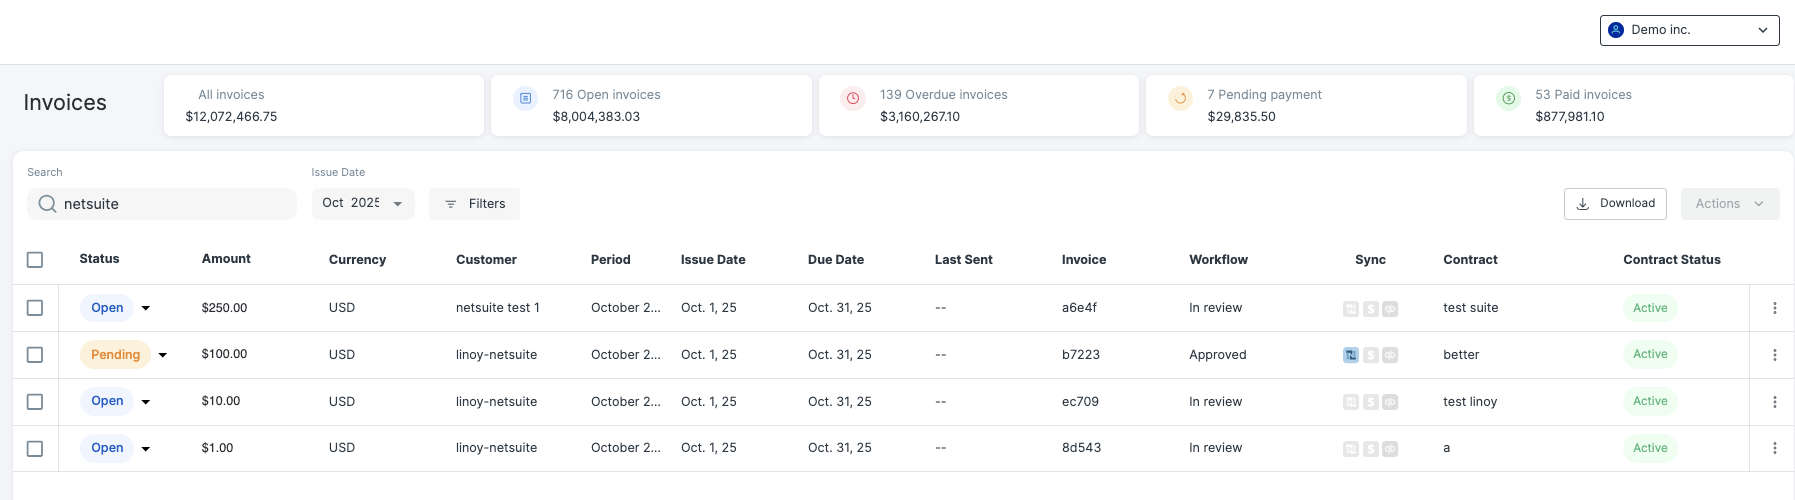 Demo inc.
Invoices
All invoices
$12,072,466.75
716 Open invoices
$8,004,383.03
139 Overdue invoices
$3,160,267.10
7 Pending payment
$29,835.50
53 Paid invoices
$877,981.10
Search
Issue Date
netsuite
Oct 2025
Filters
Download
Actions
Status Amount Currency Customer Period Issue Date Due Date Last Sent Invoice Workflow Sync Contract Contract Status
Open $250.00 USD netsuite test 1 October 2... Oct. 1, 25 Oct. 31, 25 -- a6e4f In review test suite Active
Pending $100.00 USD linoy-netsuite October 2... Oct. 1, 25 Oct. 31, 25 -- b7223 Approved better Active
Open $10.00 USD linoy-netsuite October 2... Oct. 1, 25 Oct. 31, 25 -- ec709 In review test linoy Active
Open $1.00 USD linoy-netsuite October 2... Oct. 1, 25 Oct. 31, 25 -- 8d543 In review a Active